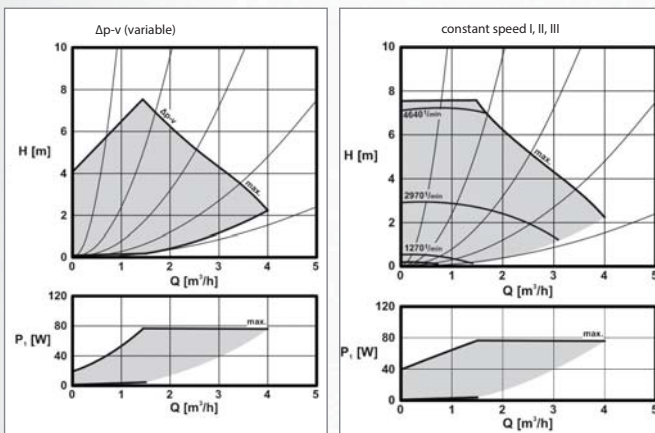 Δp-v (variable)
10
8
6
H [m]
4
2
0
Δp-v
max.
0 1 2 3 4 5
Q [m³/h]
120
80
P₁ [W]
40
0
max.
0 1 2 3 4 5
Q [m³/h]
constant speed I, II, III
10
8
6
H [m]
4
2
0
4640 1/min
2970 1/min
1270 1/min
max.
0 1 2 3 4 5
Q [m³/h]
120
80
P₁ [W]
40
0
max.
0 1 2 3 4 5
Q [m³/h]